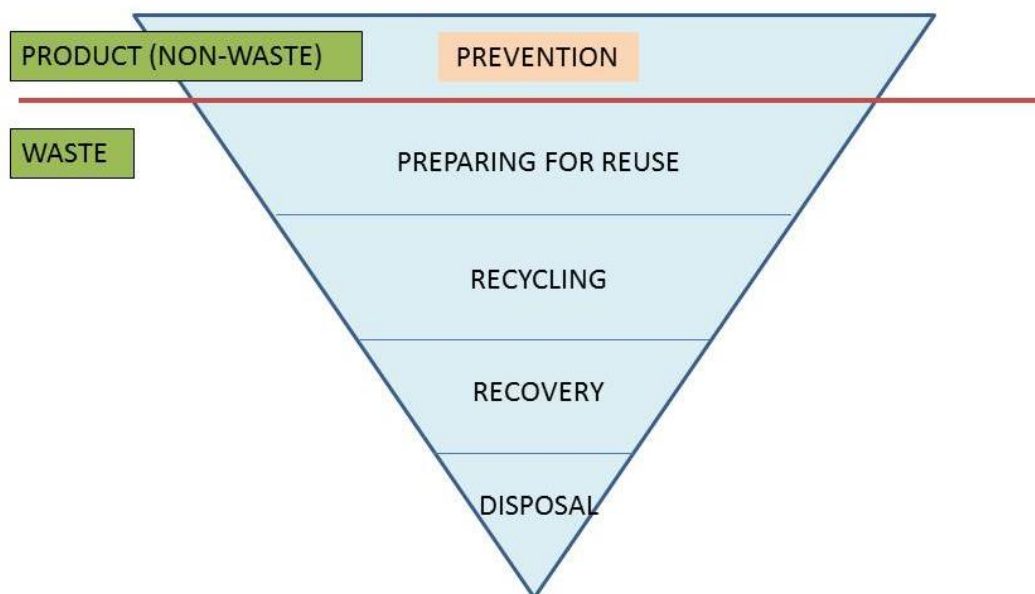 PRODUCT (NON-WASTE)
PREVENTION
WASTE
PREPARING FOR REUSE
RECYCLING
RECOVERY
DISPOSAL